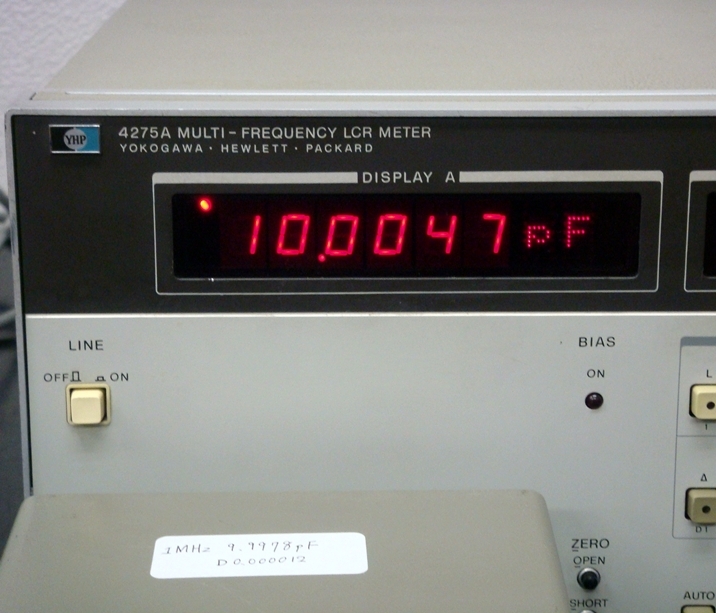 YHP
4275A MULTI-FREQUENCY LCR METER
YOKOGAWA · HEWLETT · PACKARD
DISPLAY A
10.0047 pF
LINE
OFF ON
BIAS
ON
L
Δ
ZERO
OPEN
SHORT
AUTO
1MHz 9.9978pF
D 0.000012